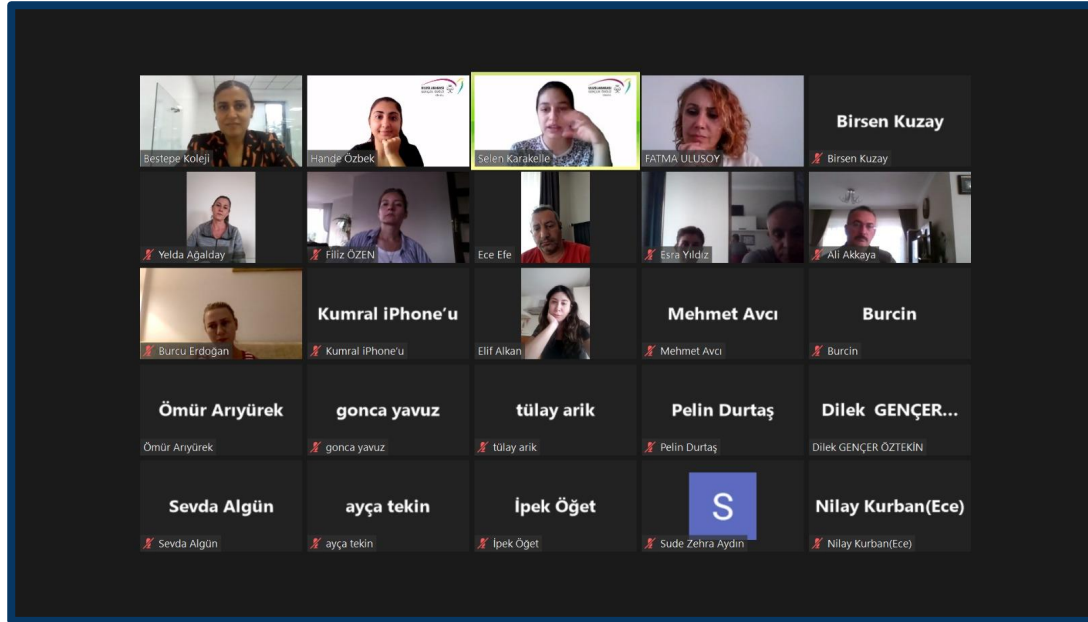 Bestepe Koleji
Hande Özbek
Selen Karakelle
FATMA ULUSOY
Birsen Kuzay
Birsen Kuzay
Yelda Ağalday
Filiz ÖZEN
Ece Efe
Esra Yıldız
Ali Akkaya
Burcu Erdoğan
Kumral iPhone'u
Kumral iPhone'u
Elif Alkan
Mehmet Avcı
Mehmet Avcı
Burcin
Burcin
Ömür Arıyürek
Ömür Arıyürek
gonca yavuz
gonca yavuz
tülay arik
tülay arik
Pelin Durtaş
Pelin Durtaş
Dilek GENÇER...
Dilek GENÇER ÖZTEKİN
Sevda Algün
Sevda Algün
ayça tekin
ayça tekin
İpek Öğet
İpek Öğet
S
Sude Zehra Aydın
Nilay Kurban(Ece)
Nilay Kurban(Ece)